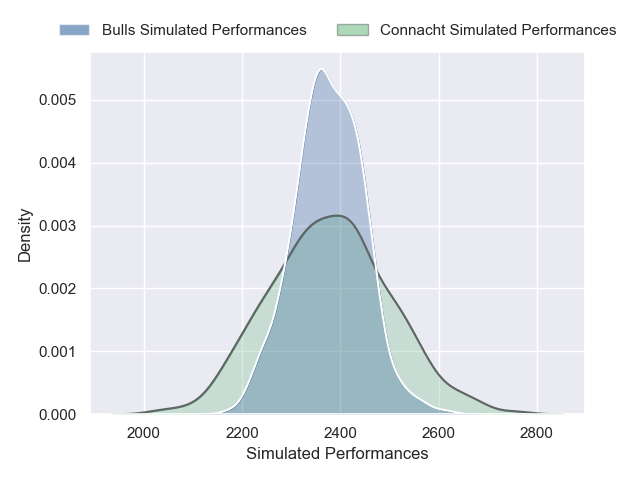 Bulls Simulated Performances
Connacht Simulated Performances
0.005
0.004
0.003
0.002
0.001
0.000
Density
2000 2200 2400 2600 2800
Simulated Performances